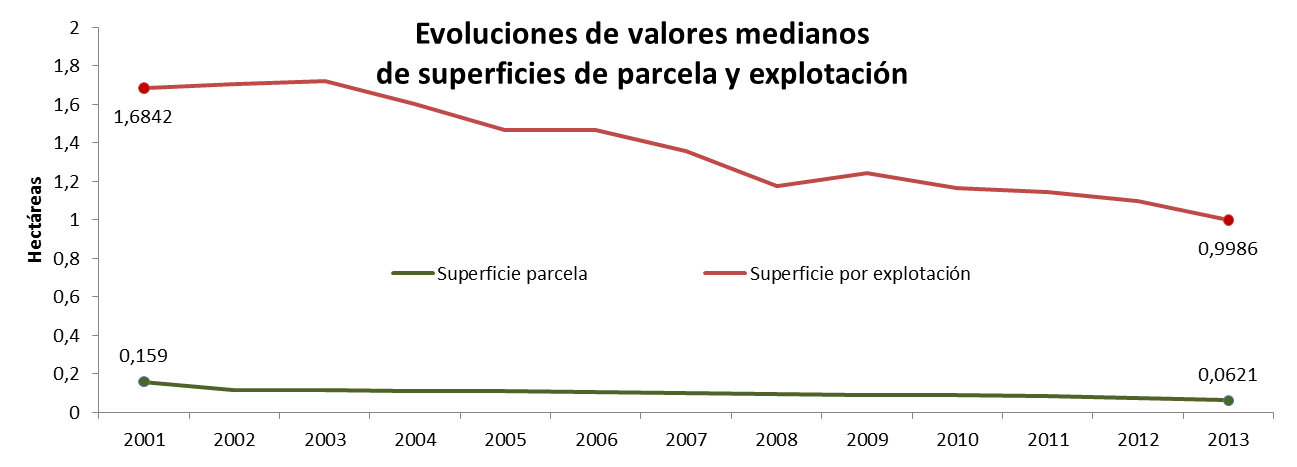 Evoluciones de valores medianos
de superficies de parcela y explotación
Hectáreas
2
1,8
1,6
1,4
1,2
1
0,8
0,6
0,4
0,2
0
1,6842
0,9986
Superficie parcela
Superficie por explotación
0,159
0,0621
2001 2002 2003 2004 2005 2006 2007 2008 2009 2010 2011 2012 2013